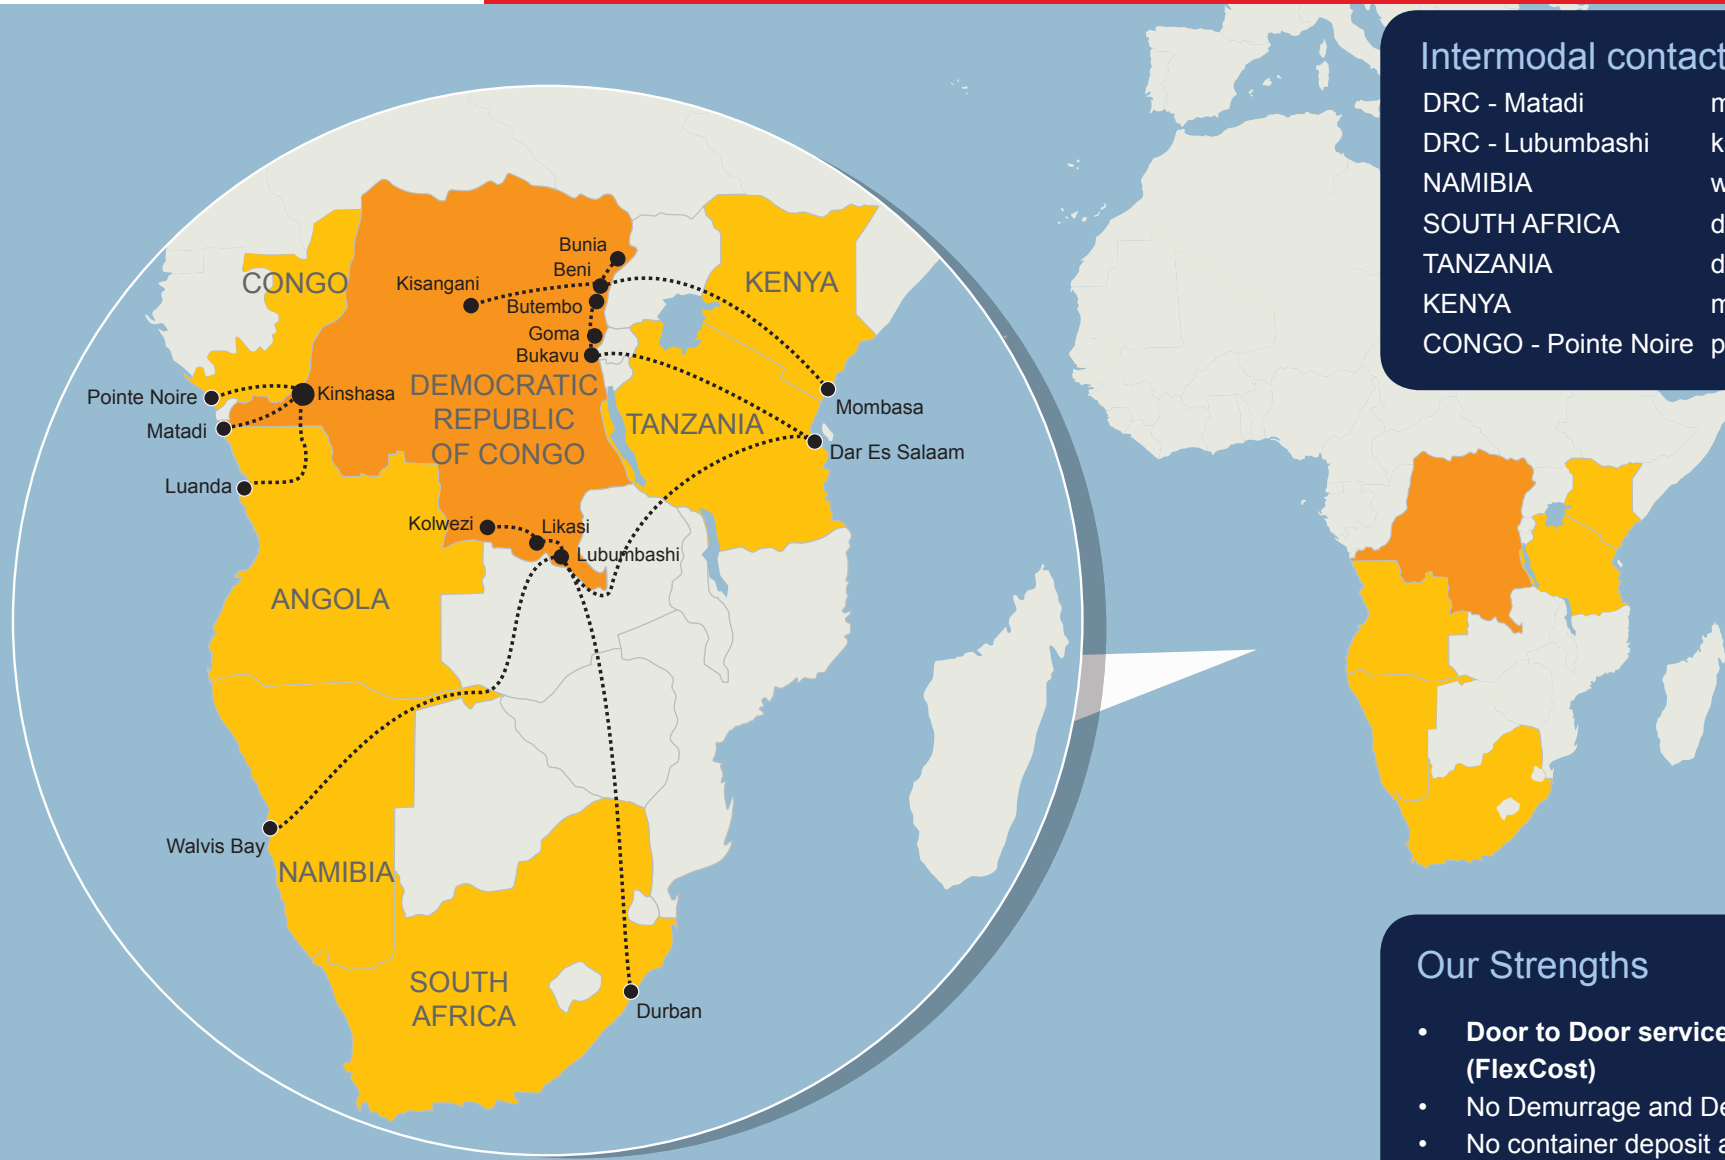 Intermodal contact
DRC - Matadi
DRC - Lubumbashi
NAMIBIA
SOUTH AFRICA
TANZANIA
KENYA
CONGO - Pointe Noire
Bunia
Beni
Kisangani
Butembo
Goma
Bukavu
CONGO
KENYA
Pointe Noire
Kinshasa
Matadi
DEMOCRATIC
REPUBLIC
OF CONGO
TANZANIA
Mombasa
Dar Es Salaam
Luanda
Kolwezi
Likasi
Lubumbashi
ANGOLA
Walvis Bay
NAMIBIA
SOUTH
AFRICA
Durban
Our Strengths
• Door to Door service
(FlexCost)
• No Demurrage and
• No container deposit